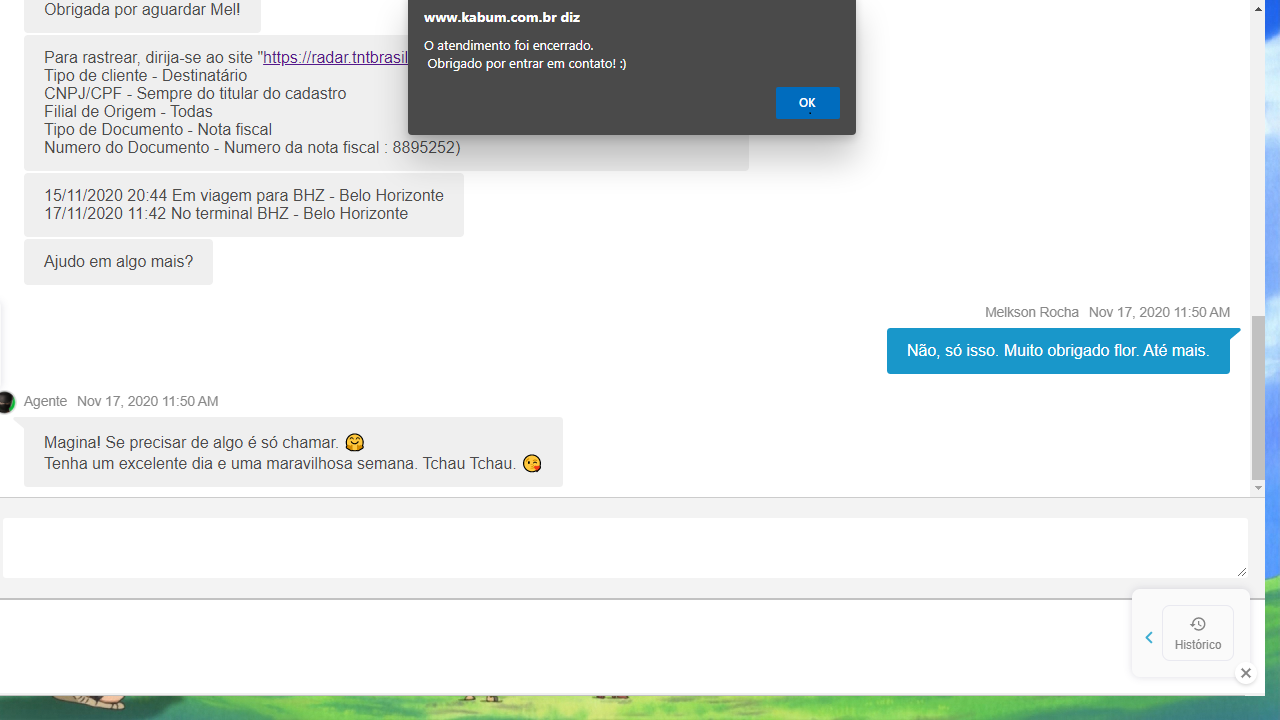 Obrigada por aguardar Mel!
www.kabum.com.br diz
O atendimento foi encerrado.
Obrigado por entrar em contato! :)
OK
Para rastrear, dirija-se ao site "https://radar.tntbrasil
Tipo de cliente - Destinatário
CNPJ/CPF - Sempre do titular do cadastro
Filial de Origem - Todas
Tipo de Documento - Nota fiscal
Numero do Documento - Numero da nota fiscal : 8895252)
15/11/2020 20:44 Em viagem para BHZ - Belo Horizonte
17/11/2020 11:42 No terminal BHZ - Belo Horizonte
Ajudo em algo mais?
Melkson Rocha Nov 17, 2020 11:50 AM
Não, só isso. Muito obrigado flor. Até mais.
Agente Nov 17, 2020 11:50 AM
Magina! Se precisar de algo é só chamar. 🤗
Tenha um excelente dia e uma maravilhosa semana. Tchau Tchau. 😘
Histórico